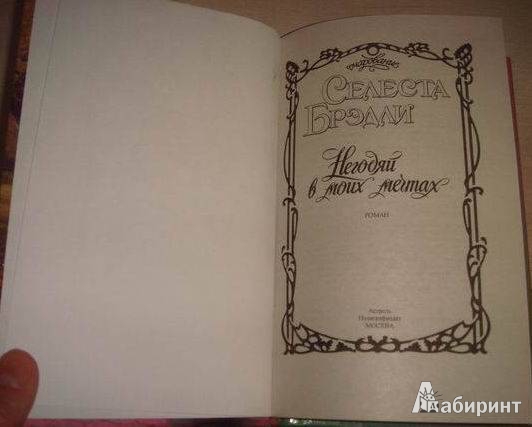 Очарование
СЕЛЕСТА
БРЭДЛИ
Негодяй
в моих мечтах
РОМАН
Астрель
Полиграфиздат
МОСКВА
Лабиринт